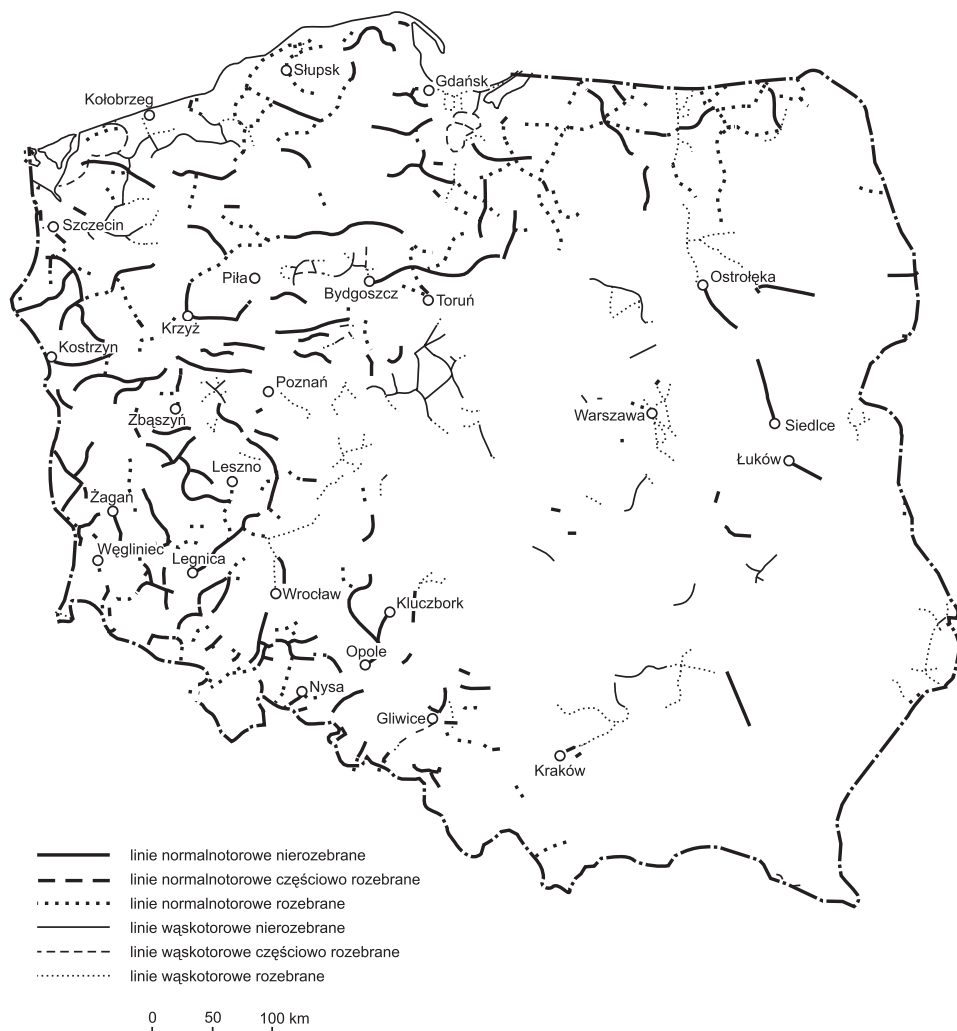 Słupsk
Gdańsk
Kołobrzeg
Szczecin
Piła
Ostrołęka
Bydgoszcz
Toruń
Krzyż
Kostrzyn
Poznań
Zbąszyń
Warszawa
Siedlce
Łuków
Leszno
Żagań
Węgliniec
Legnica
Wrocław
Kluczbork
Opole
Nysa
Gliwice
Kraków
linie normalnotorowe nierozebrane
linie normalnotorowe częściowo rozebrane
linie normalnotorowe rozebrane
linie wąskotorowe nierozebrane
linie wąskotorowe częściowo rozebrane
linie wąskotorowe rozebrane
0 50 100 km